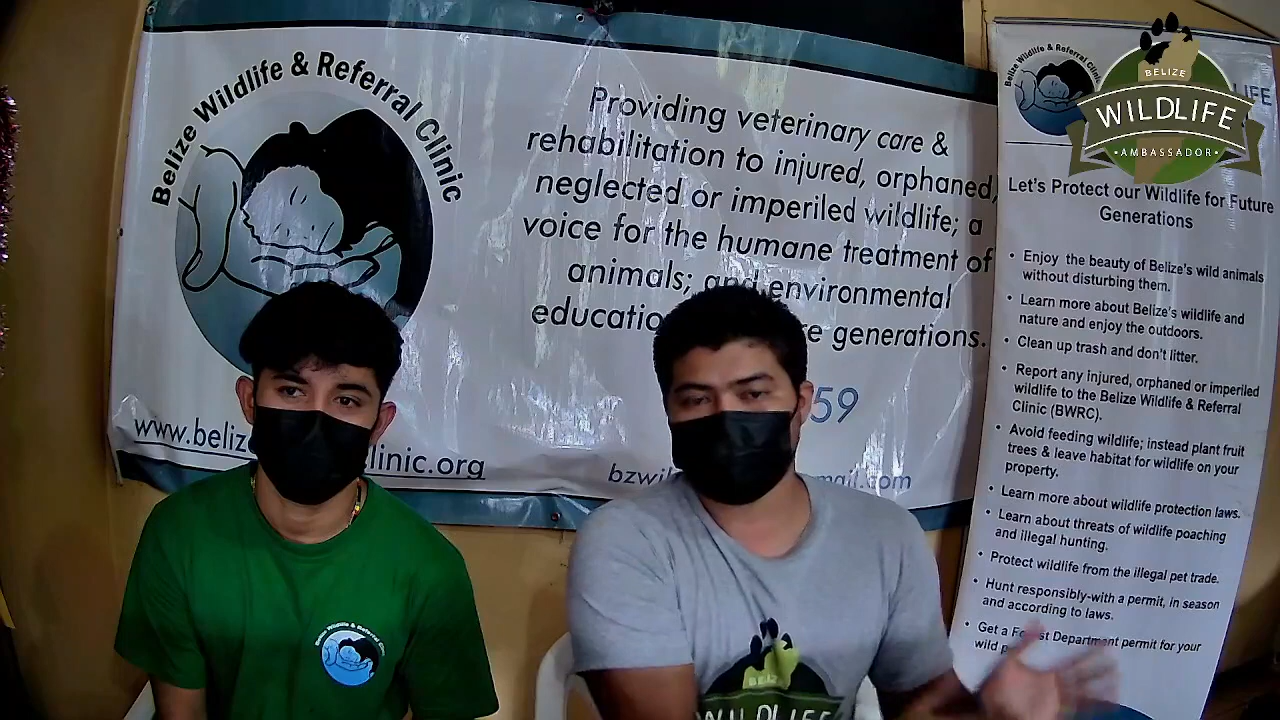 Belize Wildlife & Referral Clinic
Providing veterinary care &
rehabilitation to injured, orphaned,
neglected or imperiled wildlife; a
voice for the humane treatment of
animals; and environmental
generations.
59
www.
linic.org
Belize Wildlife & Referral Clinic
LIFE
BELIZE
WILDLIFE
•AMBASSADOR•
Let's Protect our Wildlife for Future
Generations
• Enjoy the beauty of Belize's wild animals
without disturbing them.
• Learn more about Belize's wildlife and
nature and enjoy the outdoors.
• Clean up trash and don't litter.
• Report any injured, orphaned or imperiled
wildlife to the Belize Wildlife & Referral
Clinic (BWRC).
• Avoid feeding wildlife; instead plant fruit
trees & leave habitat for wildlife on your
property.
• Learn more about wildlife protection laws.
• Learn about threats of wildlife poaching
and illegal hunting.
• Protect wildlife from the illegal pet trade.
• Hunt responsibly-with a permit, in season
and according to laws.
• Get a Forest Department permit for your
wild
Belize Wildlife & Referral Clinic
BELIZE
WILDLIFE